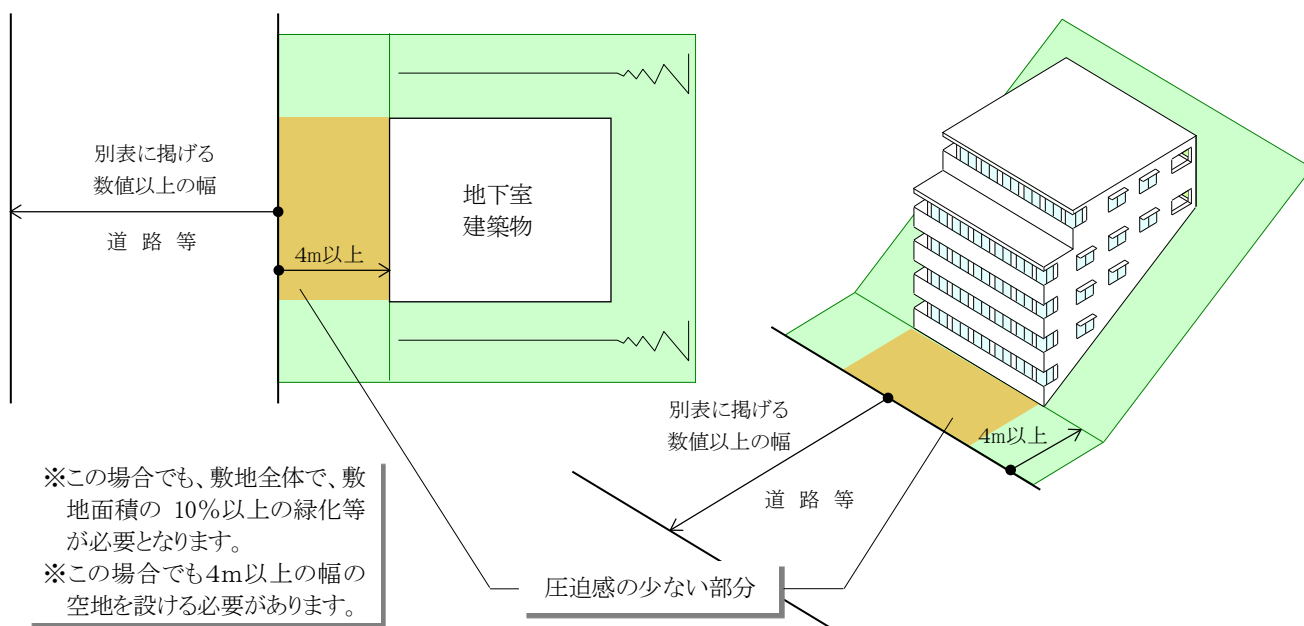 別表に掲げる
数値以上の幅
道 路 等
4m以上
地下室
建築物
別表に掲げる
数値以上の幅
道 路 等
4m以上
※この場合でも、敷地全体で、敷
地面積の 10%以上の緑化等
が必要となります。
※この場合でも4m以上の幅の
空地を設ける必要があります。
圧迫感の少ない部分